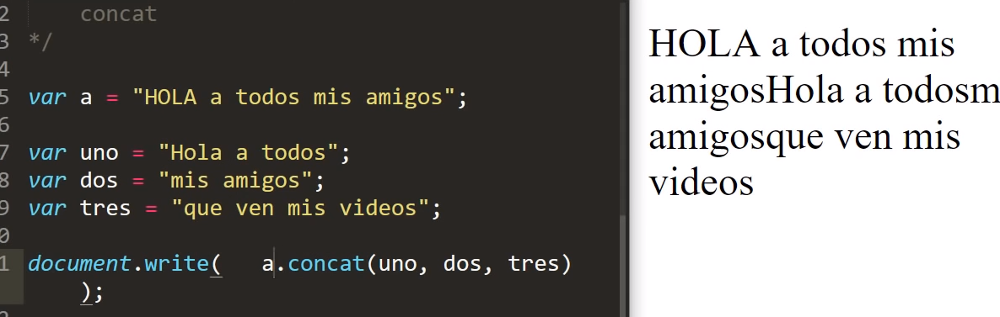 2 concat
3 */
4
5 var a = "HOLA a todos mis amigos";
6
7 var uno = "Hola a todos";
8 var dos = "mis amigos";
9 var tres = "que ven mis videos";
0
1 document.write( a.concat(uno, dos, tres)
);
HOLA a todos mis
amigosHola a todosm
amigosque ven mis
videos